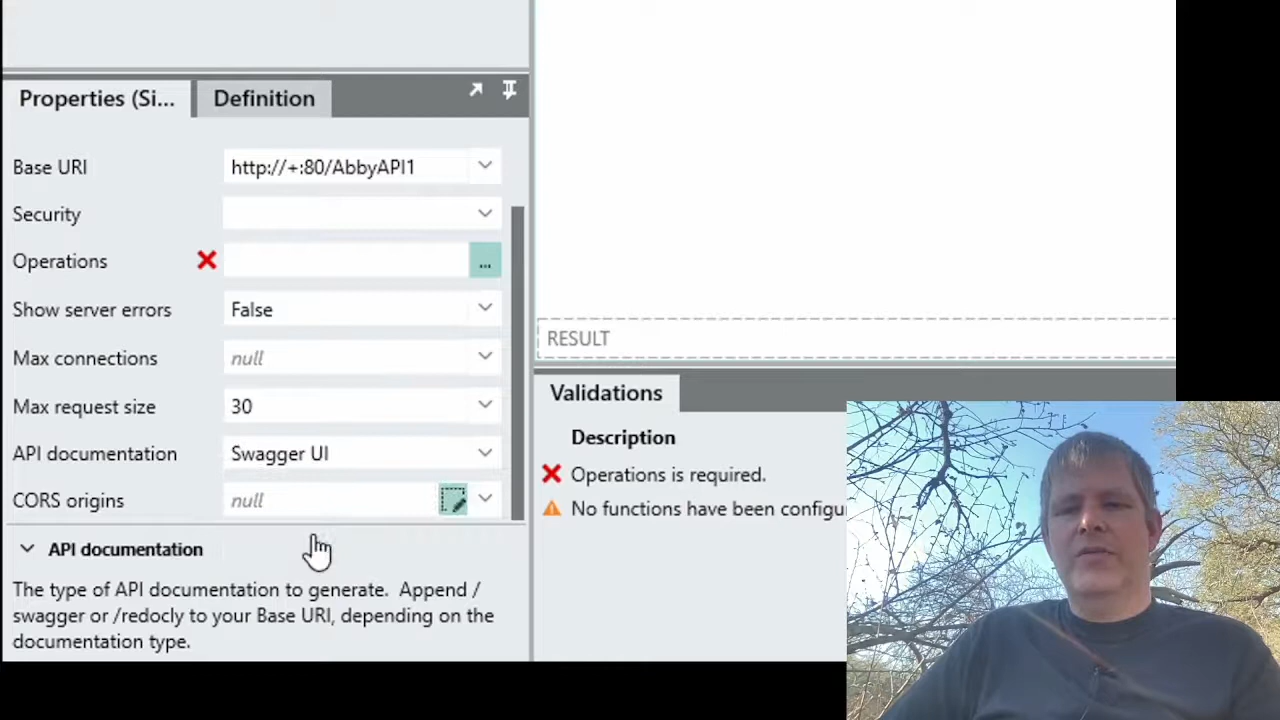 Properties (Si...
Definition
Base URI
http://+:80/AbbyAPI1
Security
Operations
...
Show server errors
False
Max connections
null
Max request size
30
API documentation
Swagger UI
CORS origins
null
API documentation
The type of API documentation to generate. Append /
swagger or /redocly to your Base URI, depending on the
documentation type.
RESULT
Validations
Description
Operations is required.
No functions have been configu